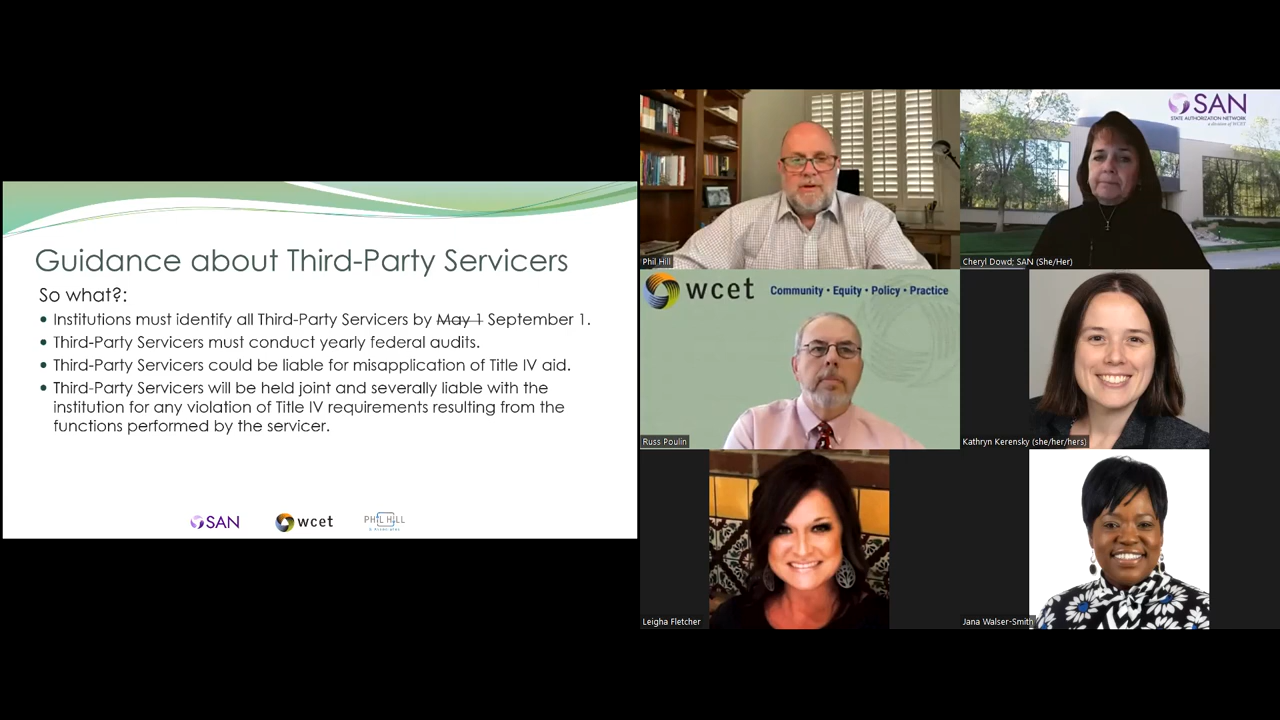 Guidance about Third-Party Servicers
So what?:
• Institutions must identify all Third-Party Servicers by May 1 September 1.
• Third-Party Servicers must conduct yearly federal audits.
• Third-Party Servicers could be liable for misapplication of Title IV aid.
• Third-Party Servicers will be held joint and severally liable with the
institution for any violation of Title IV requirements resulting from the
functions performed by the servicer.
SAN
wcet
PHIL HILL
Phil Hill
SAN
STATE AUTHORIZATION NETWORK
a division of WCET
Cheryl Dowd: SAN (She/Her)
wcet
Community • Equity • Policy • Practice
Russ Poulin
Kathryn Kerensky (she/her/hers)
Leigha Fletcher
Jana Walser-Smith